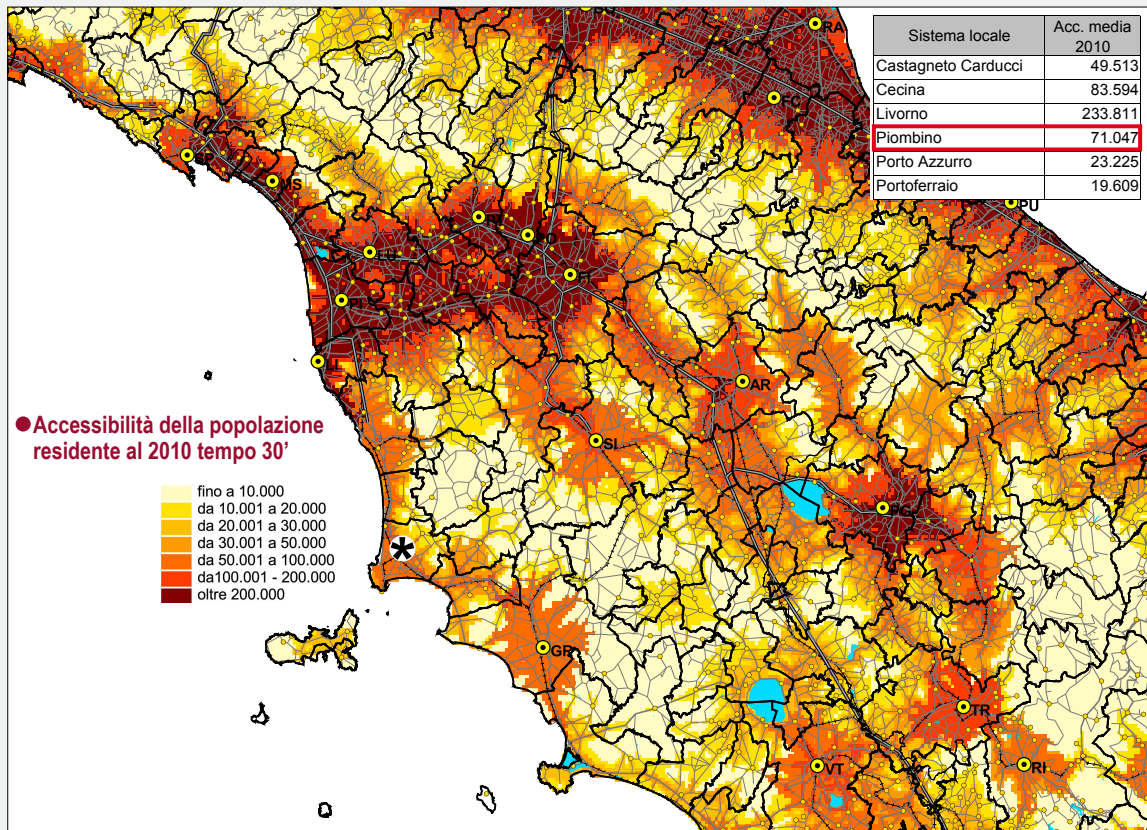 Sistema locale
Acc. media
2010
Castagneto Carducci 49.513
Cecina 83.594
Livorno 233.811
Piombino 71.047
Porto Azzurro 23.225
Portoferraio 19.609
RA
FC
PU
SP
MS
LU
PT
PO
FI
PI
LI
AR
SI
PG
GR
TR
VT
RI
●Accessibilità della popolazione
residente al 2010 tempo 30’
fino a 10.000
da 10.001 a 20.000
da 20.001 a 30.000
da 30.001 a 50.000
da 50.001 a 100.000
da100.001 - 200.000
oltre 200.000
*